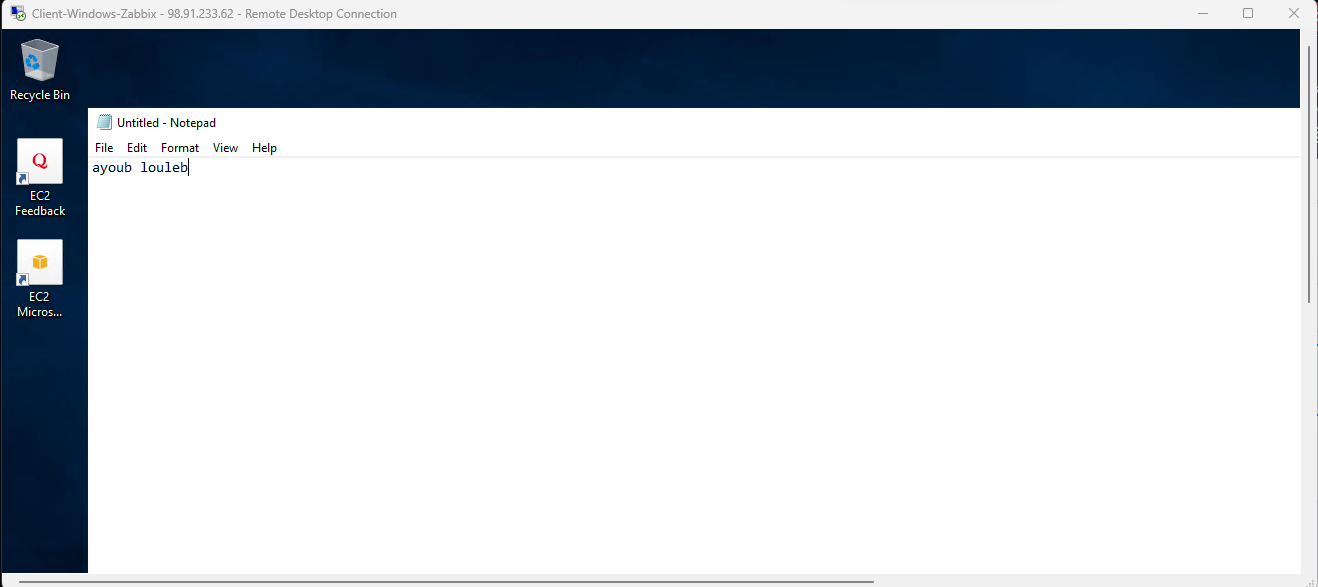 Client-Windows-Zabbix - 98.91.233.62 - Remote Desktop Connection
Recycle Bin
Untitled - Notepad
File Edit Format View Help
ayoub louleb
Q
EC2
Feedback
EC2
Micros...